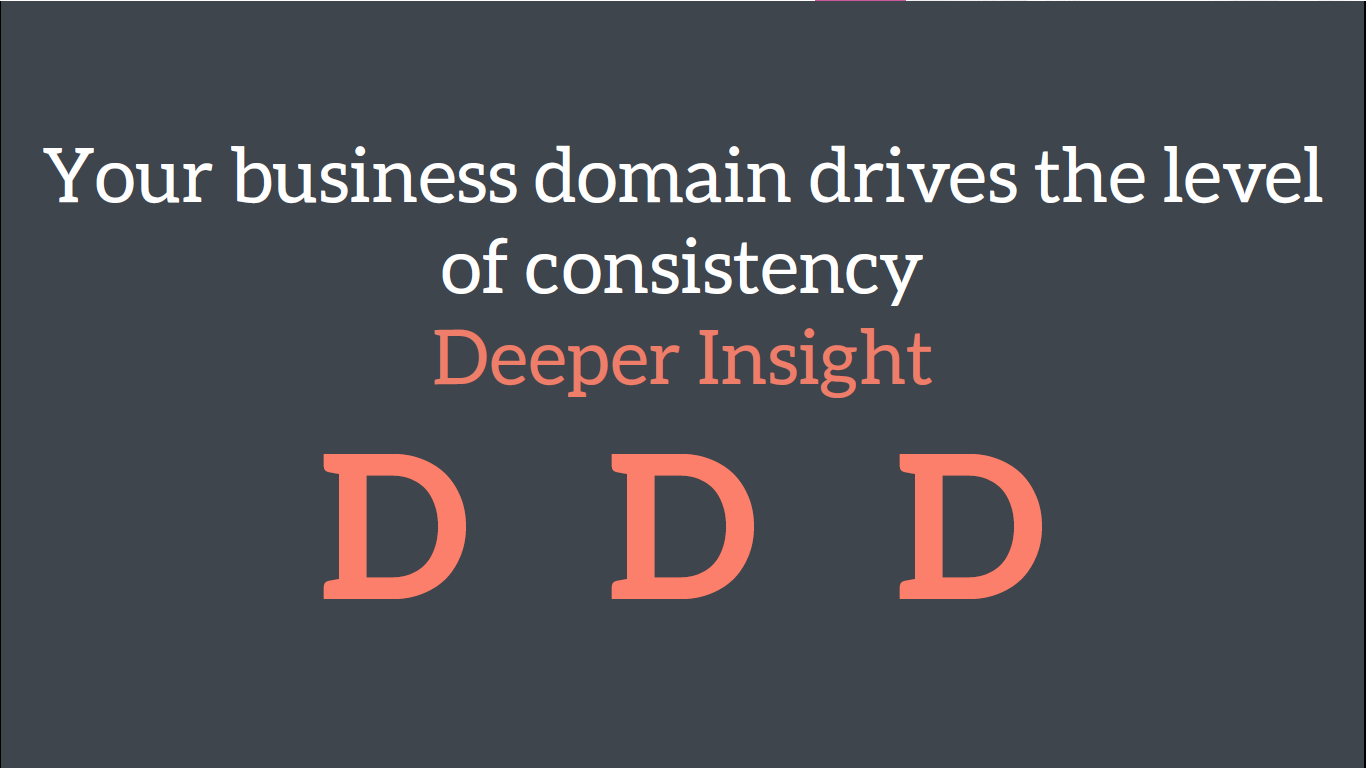 Your business domain drives the level
of consistency
Deeper Insight
D D D